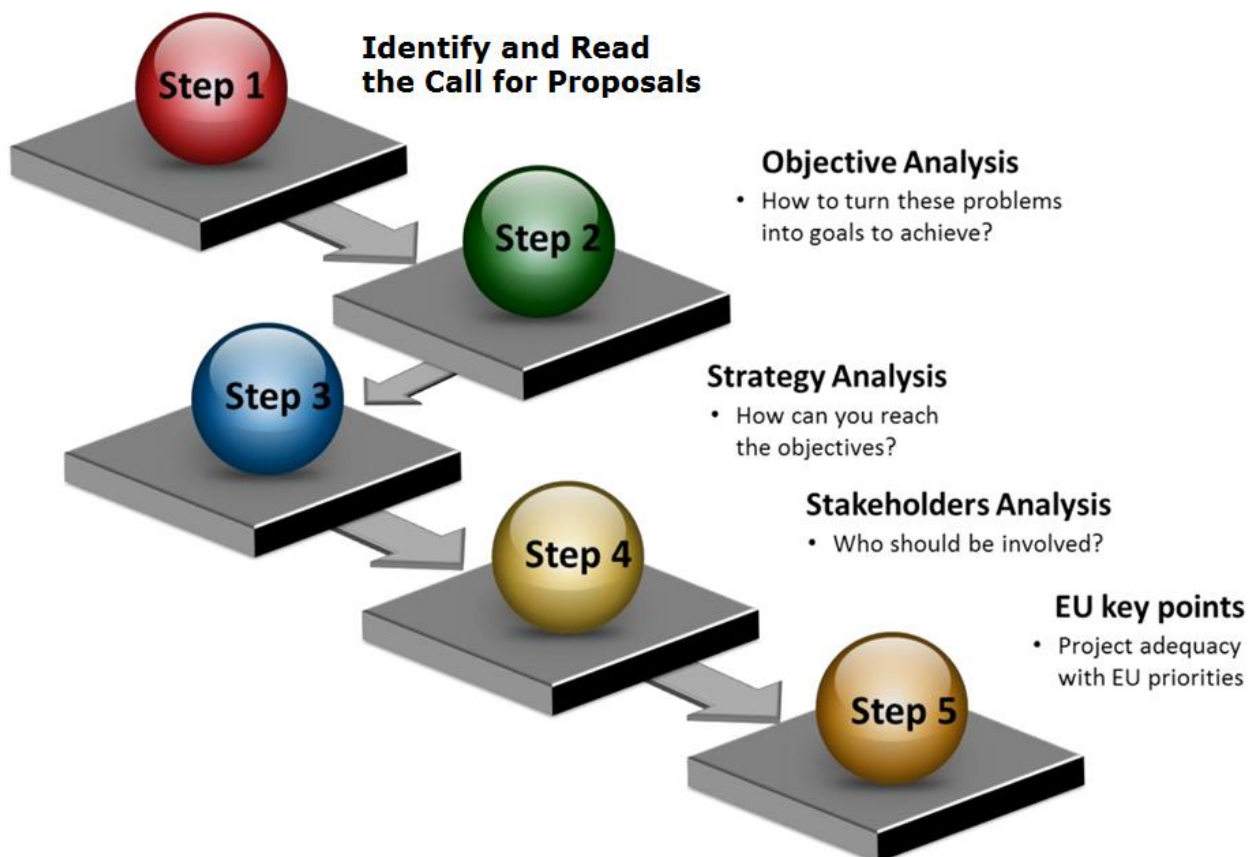 Step 1
Identify and Read
the Call for Proposals
Step 2
Objective Analysis
• How to turn these problems
into goals to achieve?
Step 3
Strategy Analysis
• How can you reach
the objectives?
Step 4
Stakeholders Analysis
• Who should be involved?
Step 5
EU key points
• Project adequacy
with EU priorities